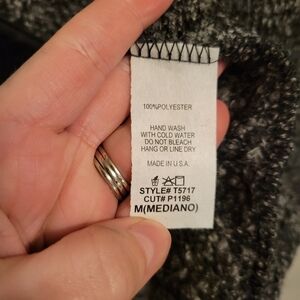 100%POLYESTER
HAND WASH
WITH COLD WATER
DO NOT BLEACH
HANG OR LINE DRY
MADE IN U.S.A.
STYLE# T5717
CUT# P1196
M(MEDIANO)